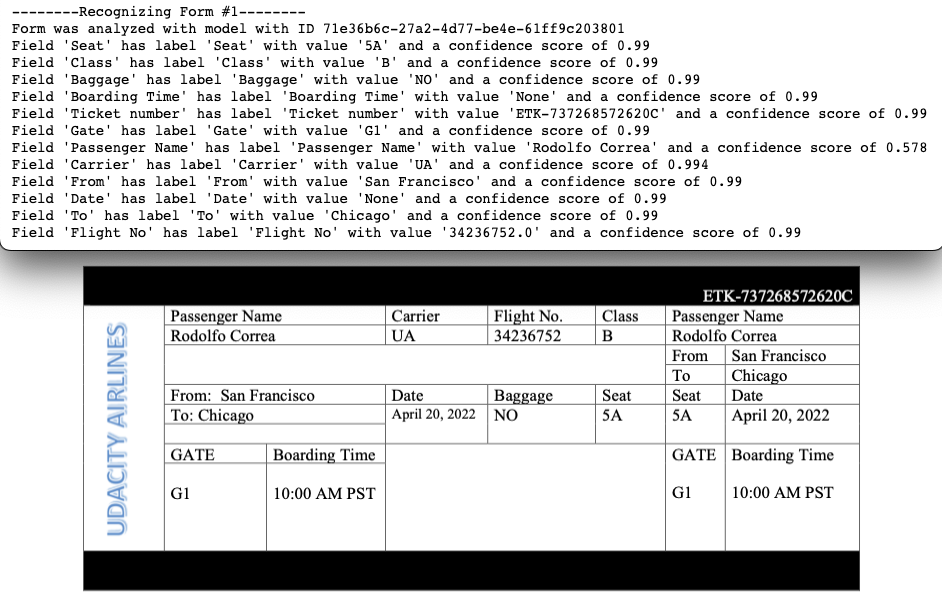 --------Recognizing Form #1--------
Form was analyzed with model with ID 71e36b6c-27a2-4d77-be4e-61ff9c203801
Field 'Seat' has label 'Seat' with value '5A' and a confidence score of 0.99
Field 'Class' has label 'Class' with value 'B' and a confidence score of 0.99
Field 'Baggage' has label 'Baggage' with value 'NO' and a confidence score of 0.99
Field 'Boarding Time' has label 'Boarding Time' with value 'None' and a confidence score of 0.99
Field 'Ticket number' has label 'Ticket number' with value 'ETK-737268572620C' and a confidence score of 0.99
Field 'Gate' has label 'Gate' with value 'G1' and a confidence score of 0.99
Field 'Passenger Name' has label 'Passenger Name' with value 'Rodolfo Correa' and a confidence score of 0.578
Field 'Carrier' has label 'Carrier' with value 'UA' and a confidence score of 0.994
Field 'From' has label 'From' with value 'San Francisco' and a confidence score of 0.99
Field 'Date' has label 'Date' with value 'None' and a confidence score of 0.99
Field 'To' has label 'To' with value 'Chicago' and a confidence score of 0.99
Field 'Flight No' has label 'Flight No' with value '34236752.0' and a confidence score of 0.99
ETK-737268572620C
UDACITY AIRLINES
Passenger Name Carrier Flight No. Class Passenger Name
Rodolfo Correa UA 34236752 B Rodolfo Correa
From San Francisco
To Chicago
From: San Francisco Date Baggage Seat Seat Date
To: Chicago April 20, 2022 NO 5A 5A April 20, 2022
GATE Boarding Time GATE Boarding Time
G1 10:00 AM PST G1 10:00 AM PST